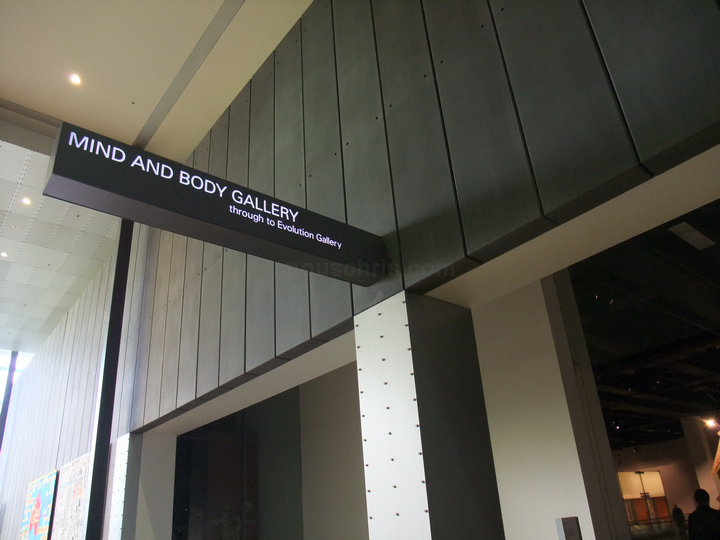 MIND AND BODY GALLERY
through to Evolution Gallery